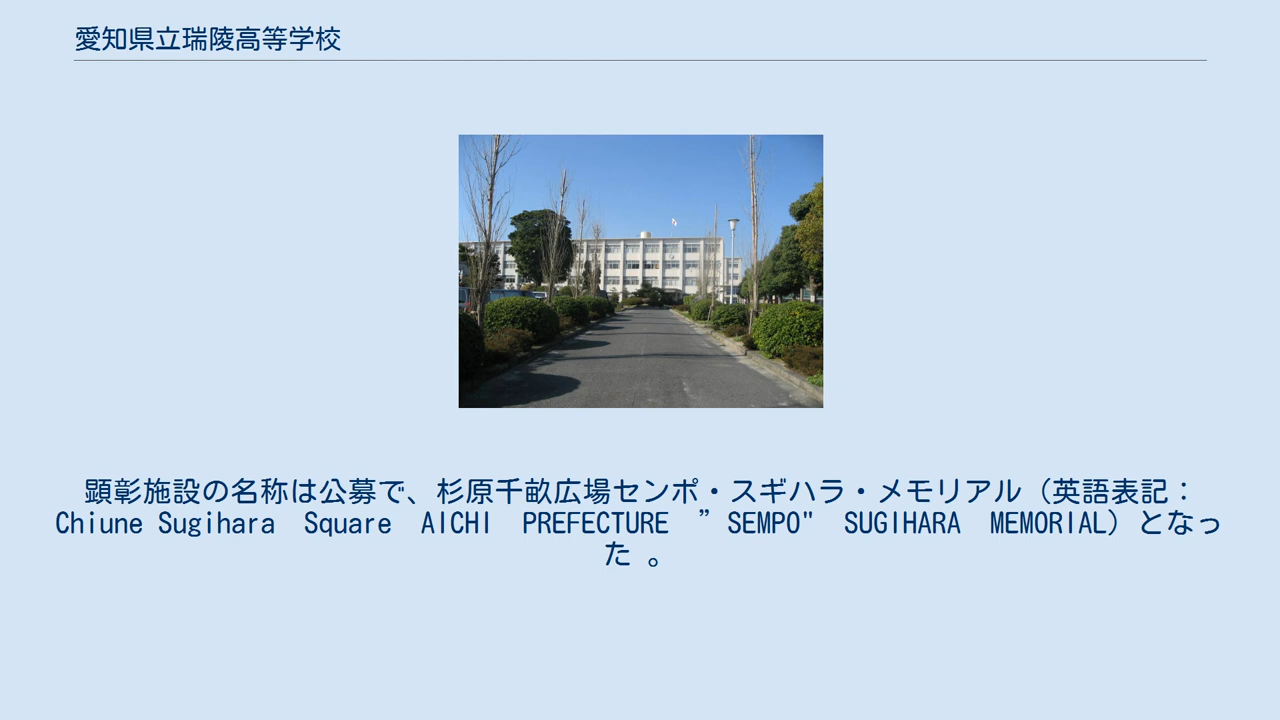 愛知県立瑞陵高等学校
顕彰施設の名称は公募で、杉原千畝広場センポ・スギハラ・メモリアル（英語表記：
Chiune Sugihara  Square  AICHI  PREFECTURE  ”SEMPO"  SUGIHARA  MEMORIAL）となっ
た 。